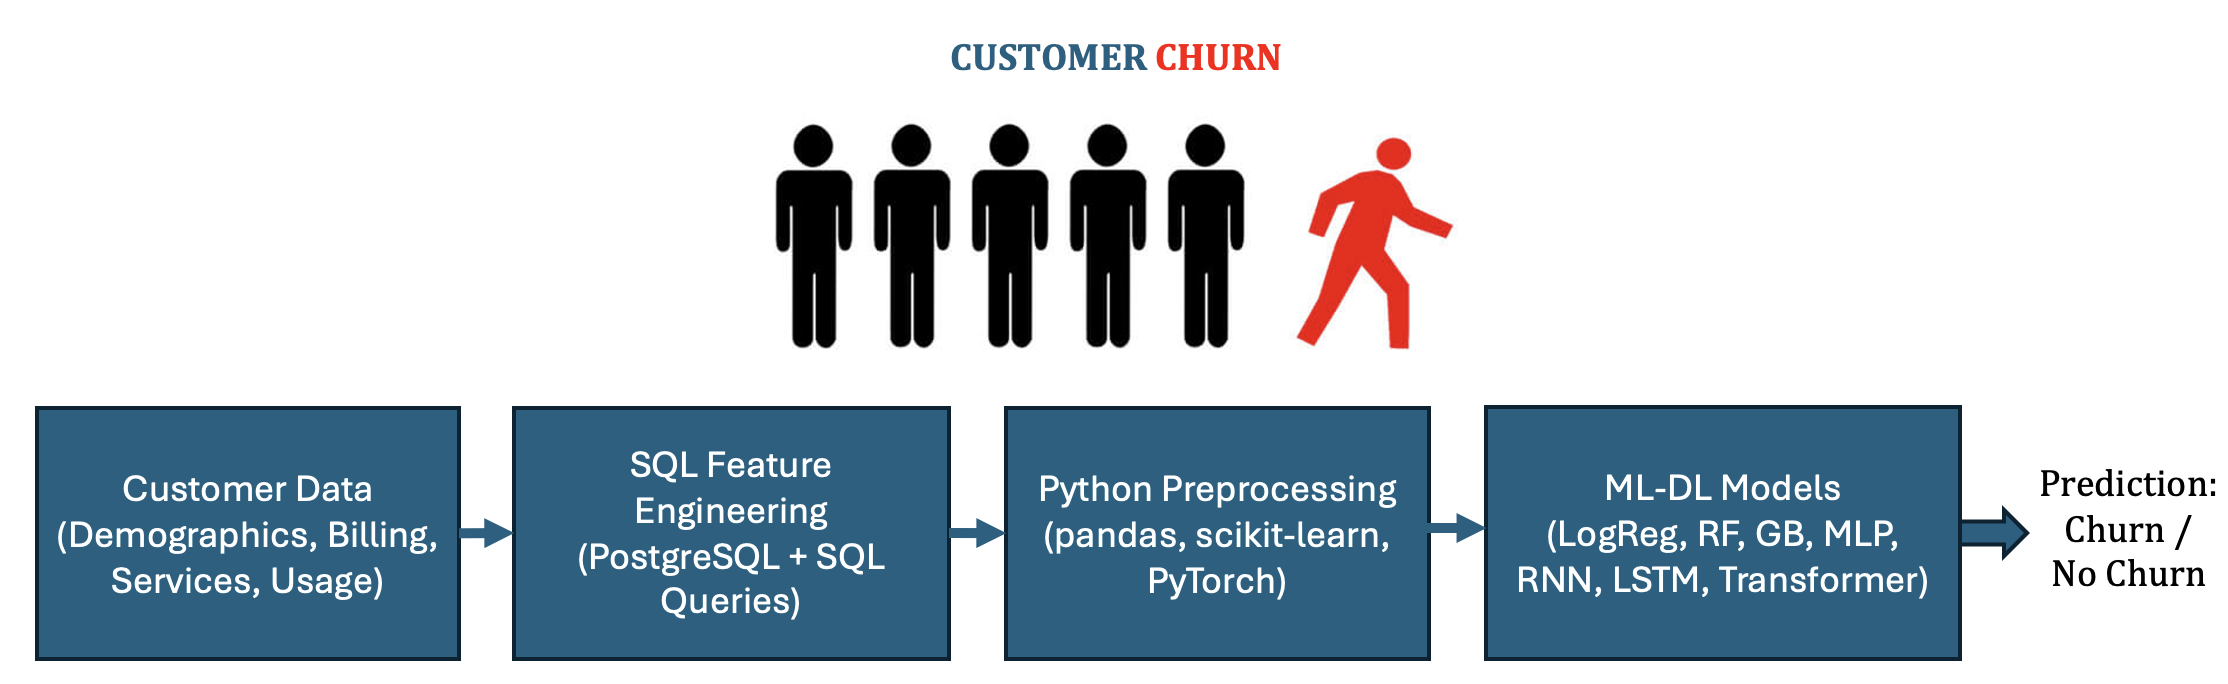 CUSTOMER CHURN
Customer Data
(Demographics, Billing,
Services, Usage)
SQL Feature
Engineering
(PostgreSQL + SQL
Queries)
Python Preprocessing
(pandas, scikit-learn,
PyTorch)
ML-DL Models
(LogReg, RF, GB, MLP,
RNN, LSTM, Transformer)
Prediction:
Churn /
No Churn